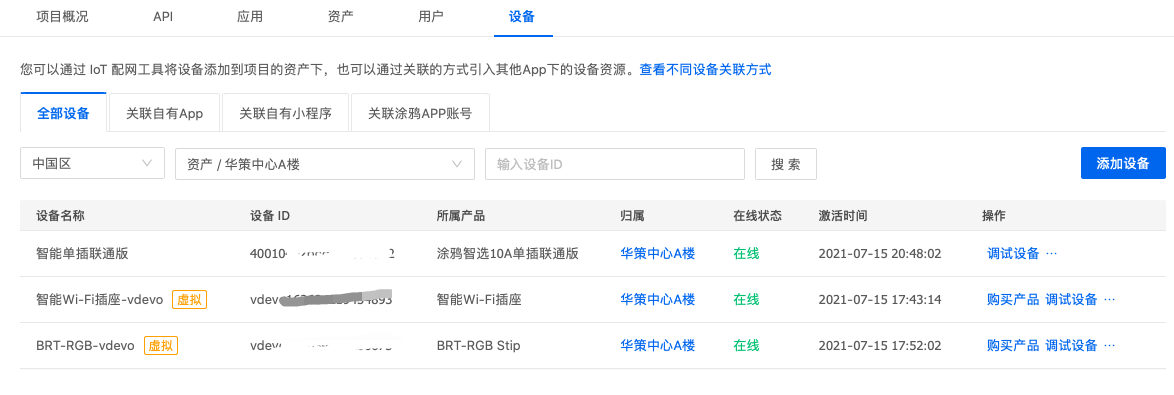 项目概况 API 应用 资产 用户 设备
您可以通过 IoT 配网工具将设备添加到项目的资产下，也可以通过关联的方式引入其他App下的设备资源。查看不同设备关联方式
全部设备 关联自有App 关联自有小程序 关联涂鸦APP账号
中国区 资产 / 华策中心A楼 输入设备ID 搜 索 添加设备
设备名称 设备 ID 所属产品 归属 在线状态 激活时间 操作
智能单插联通版 涂鸦智选10A单插联通版 华策中心A楼 在线 2021-07-15 20:48:02 调试设备 ···
智能Wi-Fi插座-vdevo 虚拟 智能Wi-Fi插座 华策中心A楼 在线 2021-07-15 17:43:14 购买产品 调试设备 ···
BRT-RGB-vdevo 虚拟 BRT-RGB Stip 华策中心A楼 在线 2021-07-15 17:52:02 购买产品 调试设备 ···